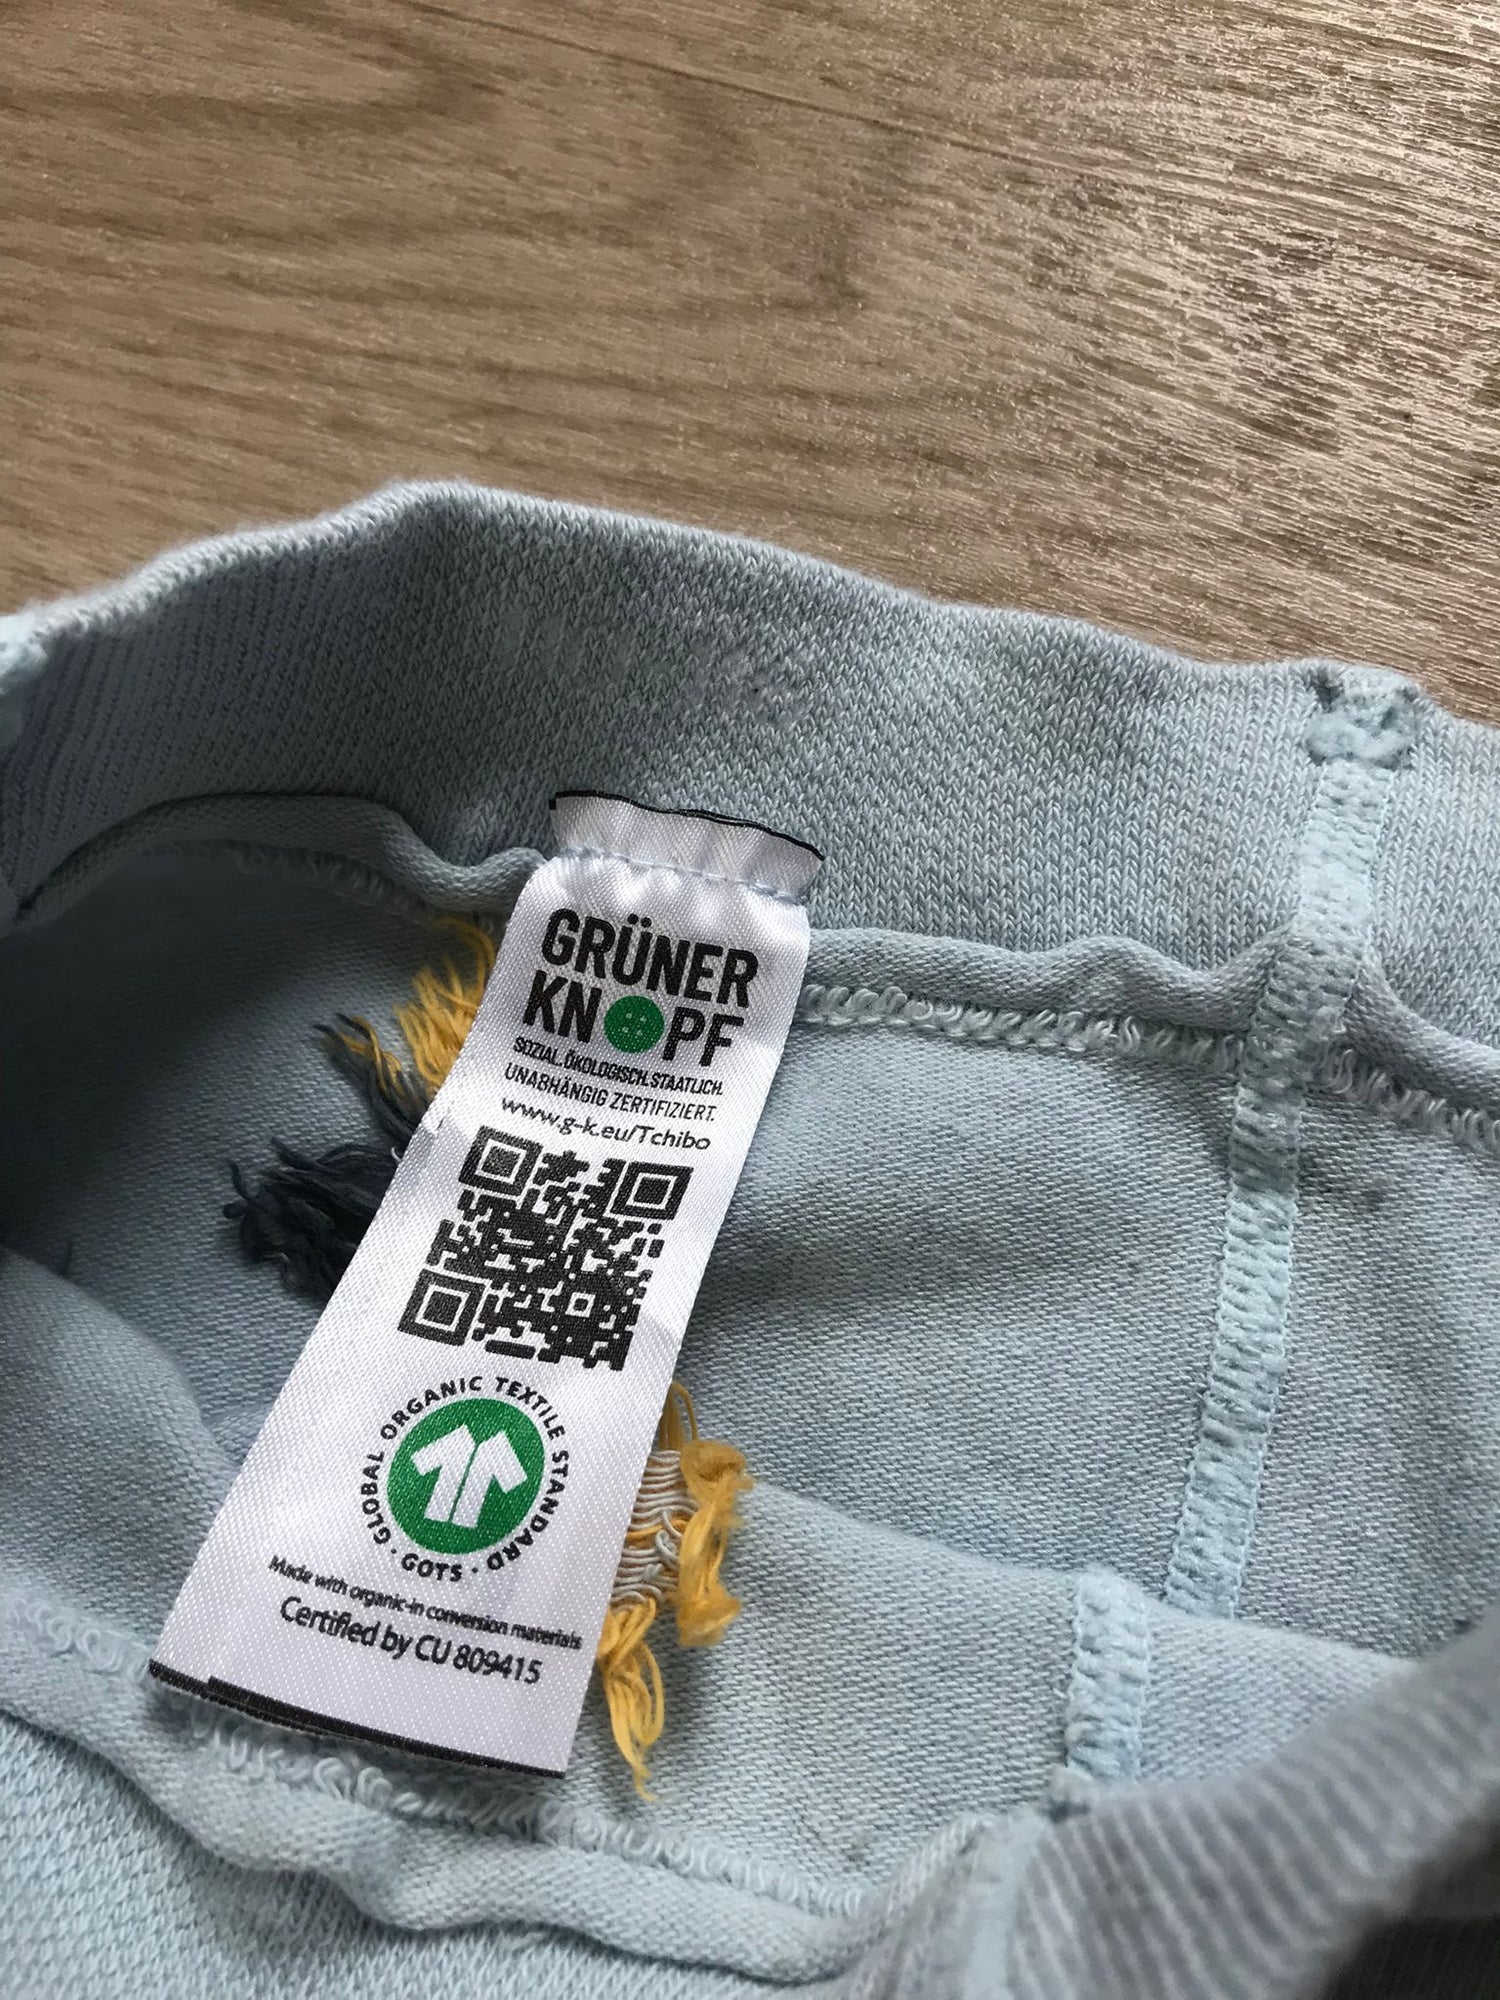 GRÜNER
KNOPF
SOZIAL. ÖKOLOGISCH. STAATLICH.
UNABHÄNGIG ZERTIFIZIERT.
www.g-k.eu/Tchibo
GLOBAL ORGANIC TEXTILE STANDARD
· GOTS ·
Made with organic-in conversion materials
Certified by CU 809415